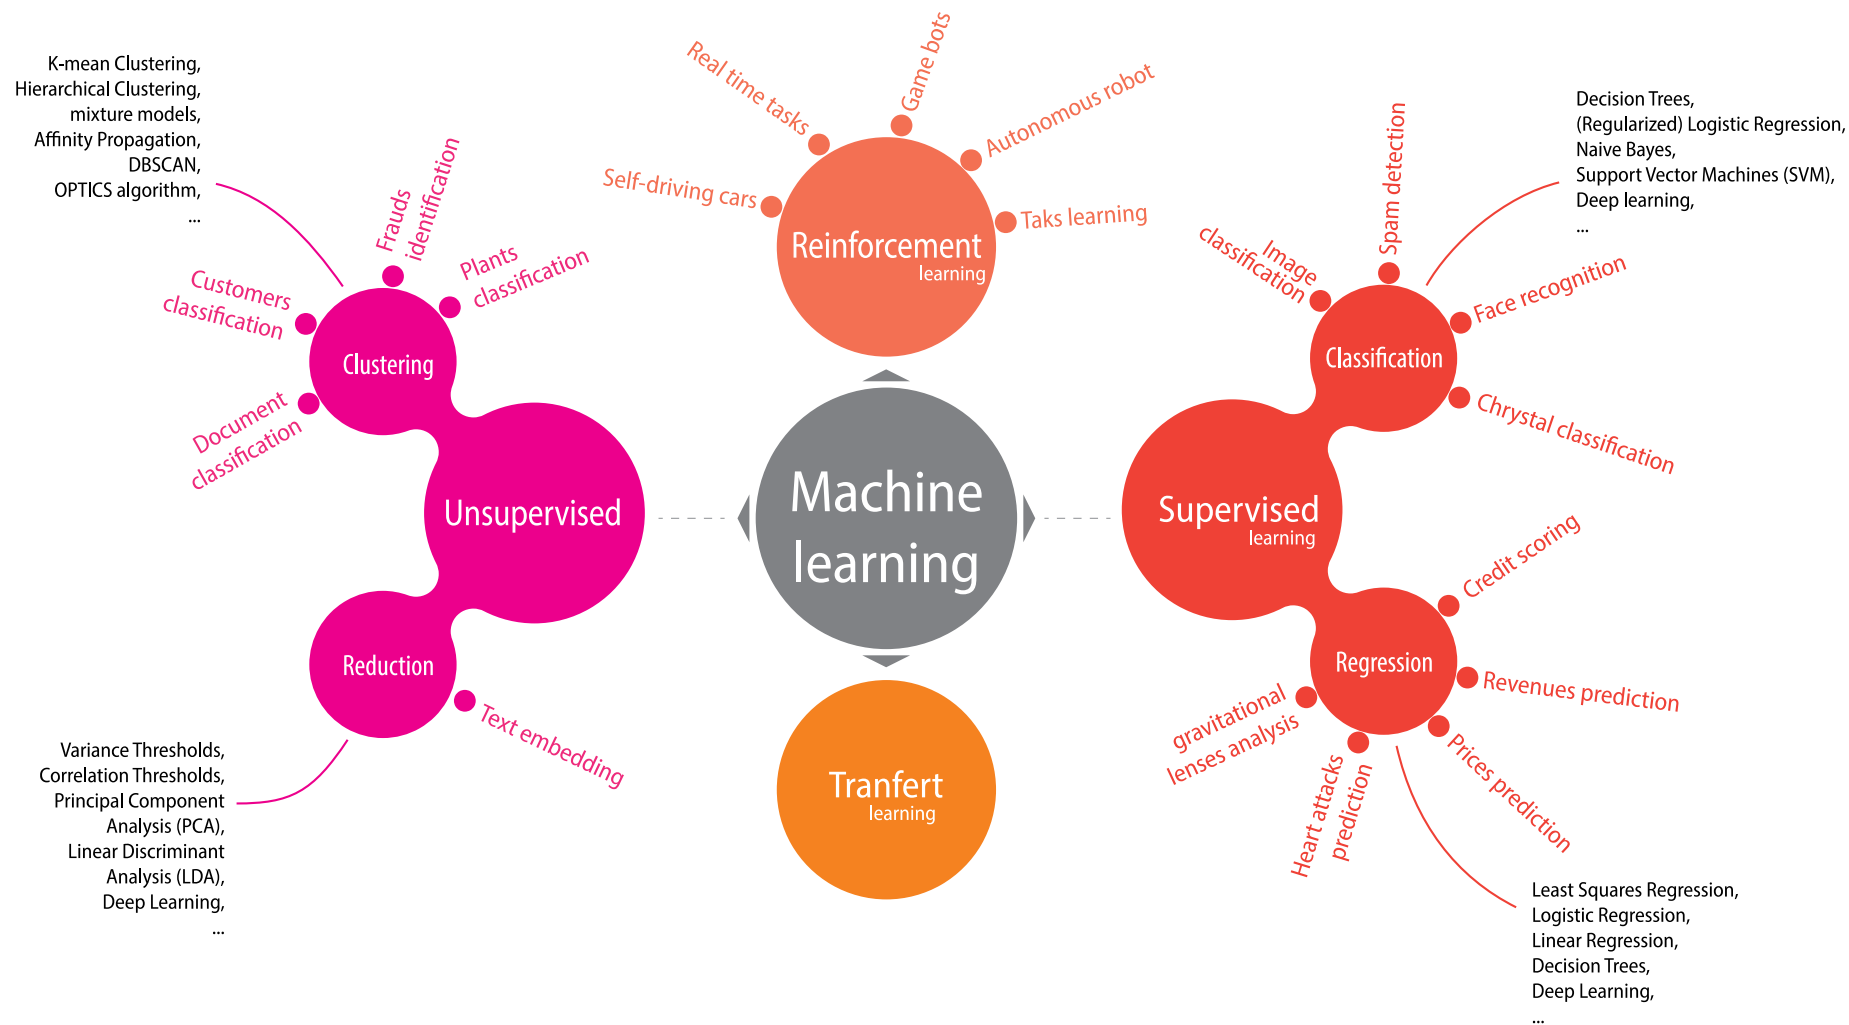 K-mean Clustering,
Hierarchical Clustering,
mixture models,
Affinity Propagation,
DBSCAN,
OPTICS algorithm,
...
Customers
classification
Frauds
identification
Plants
classification
Document
classification
Clustering
Unsupervised
Reduction
Text embedding
Variance Thresholds,
Correlation Thresholds,
Principal Component
Analysis (PCA),
Linear Discriminant
Analysis (LDA),
Deep Learning,
...
Self-driving cars
Real time tasks
Game bots
Autonomous robot
Taks learning
Reinforcement
learning
Machine
learning
Tranfert
learning
Image
classification
Spam detection
Face recognition
Chrystal classification
Classification
Decision Trees,
(Regularized) Logistic Regression,
Naive Bayes,
Support Vector Machines (SVM),
Deep learning,
...
Supervised
learning
Regression
Credit scoring
Revenues prediction
Prices prediction
Heart attacks
prediction
gravitational
lenses analysis
Least Squares Regression,
Logistic Regression,
Linear Regression,
Decision Trees,
Deep Learning,
...